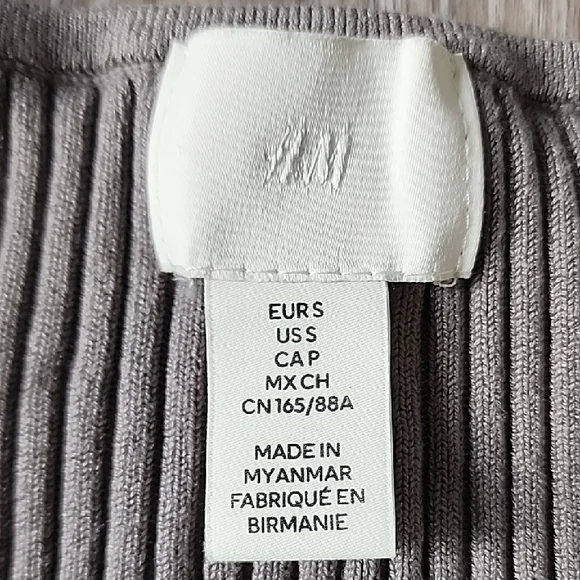 H&M
EUR S
US S
CA P
MX CH
CN 165/88A
MADE IN
MYANMAR
FABRIQUÉ EN
BIRMANIE